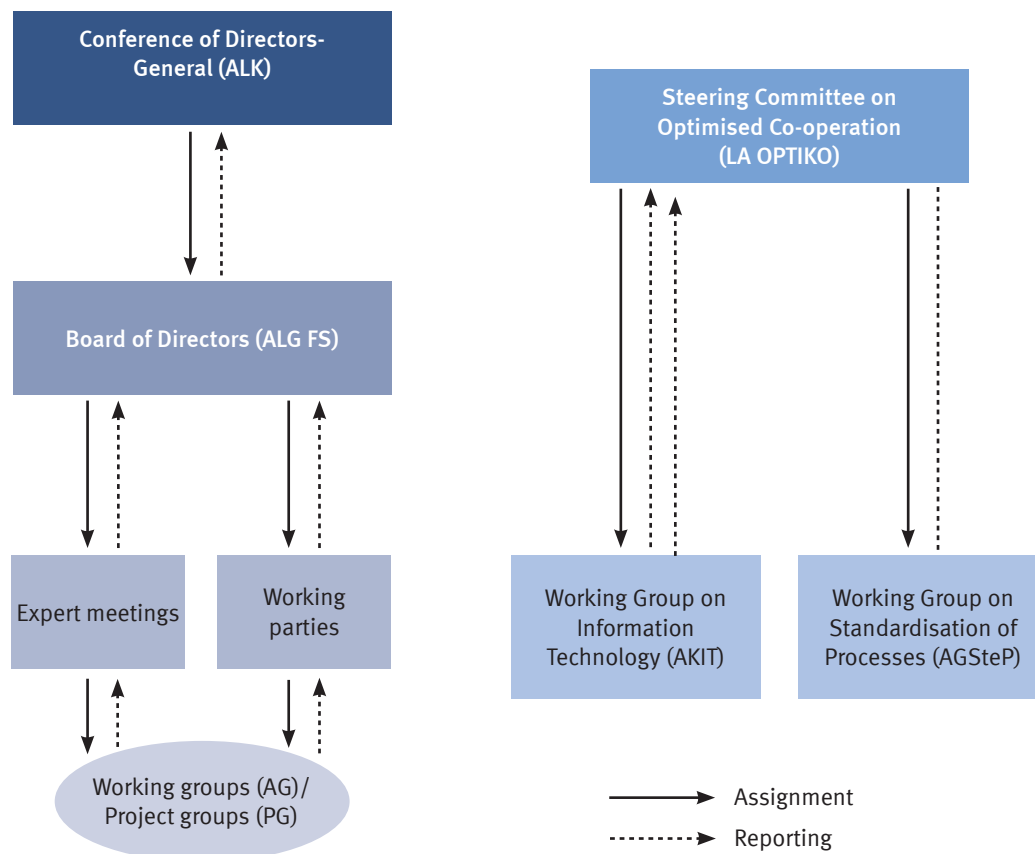 Conference of Directors-
General (ALK)
Steering Committee on
Optimised Co-operation
(LA OPTIKO)
Board of Directors (ALG FS)
Expert meetings
Working
parties
Working Group on
Information
Technology (AKIT)
Working Group on
Standardisation of
Processes (AGSteP)
Working groups (AG)/
Project groups (PG)
Assignment
Reporting